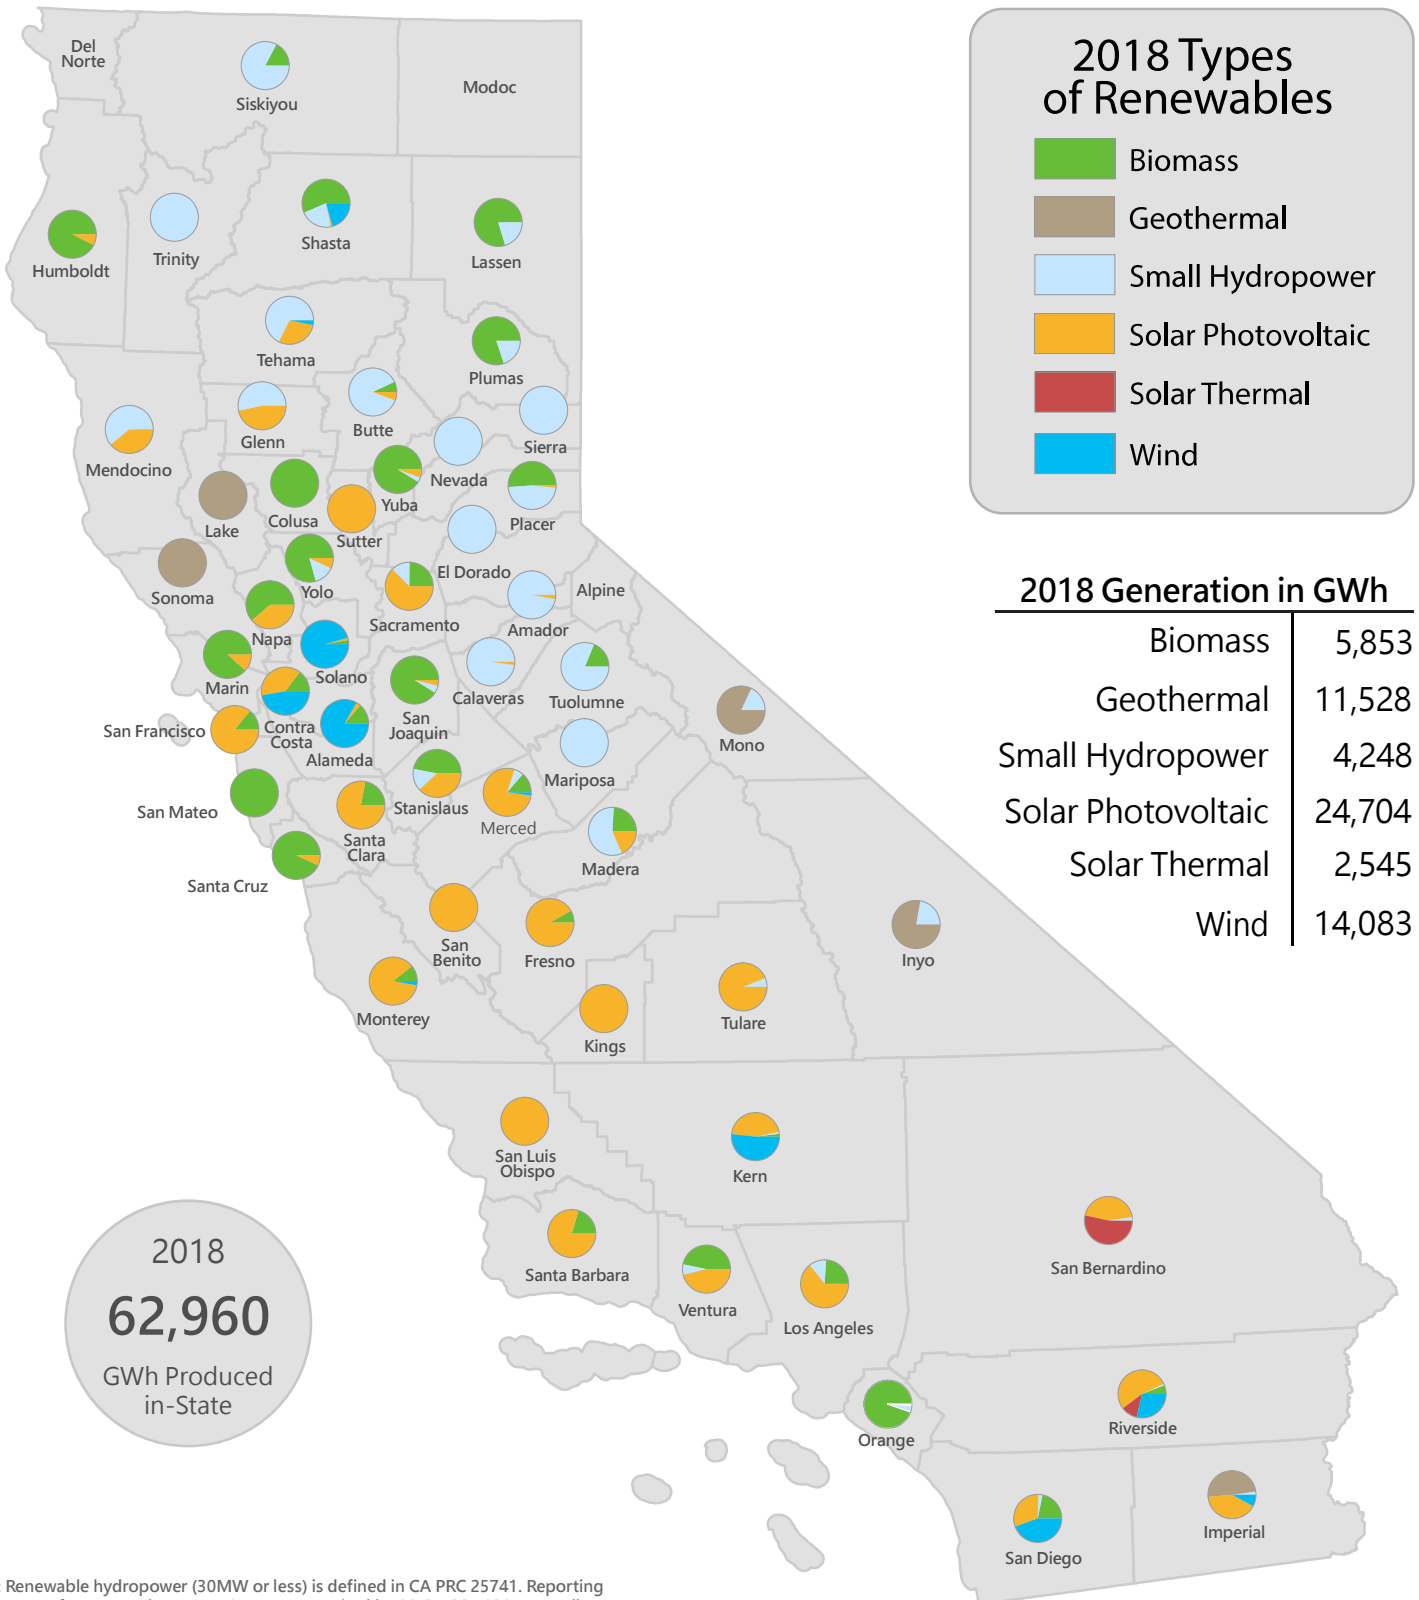 2018 Types
of Renewables
Biomass
Geothermal
Small Hydropower
Solar Photovoltaic
Solar Thermal
Wind
2018 Generation in GWh
Biomass 5,853
Geothermal 11,528
Small Hydropower 4,248
Solar Photovoltaic 24,704
Solar Thermal 2,545
Wind 14,083
Del
Norte
Siskiyou
Modoc
Humboldt
Trinity
Shasta
Lassen
Tehama
Plumas
Mendocino
Glenn
Butte
Sierra
Nevada
Lake
Colusa
Sutter
Yuba
Placer
Sonoma
Yolo
El Dorado
Alpine
Napa
Sacramento
Amador
Marin
Solano
Calaveras
Tuolumne
San Francisco
Contra
Costa
Alameda
San
Joaquin
Mono
San Mateo
Stanislaus
Mariposa
Merced
Santa
Clara
Madera
Santa Cruz
San
Benito
Fresno
Inyo
Monterey
Kings
Tulare
San Luis
Obispo
Kern
Santa Barbara
Ventura
Los Angeles
San Bernardino
Orange
Riverside
San Diego
Imperial
2018
62,960
GWh Produced
in-State
: Renewable hydropower (30MW or less) is defined in CA PRC 25741. Reporting